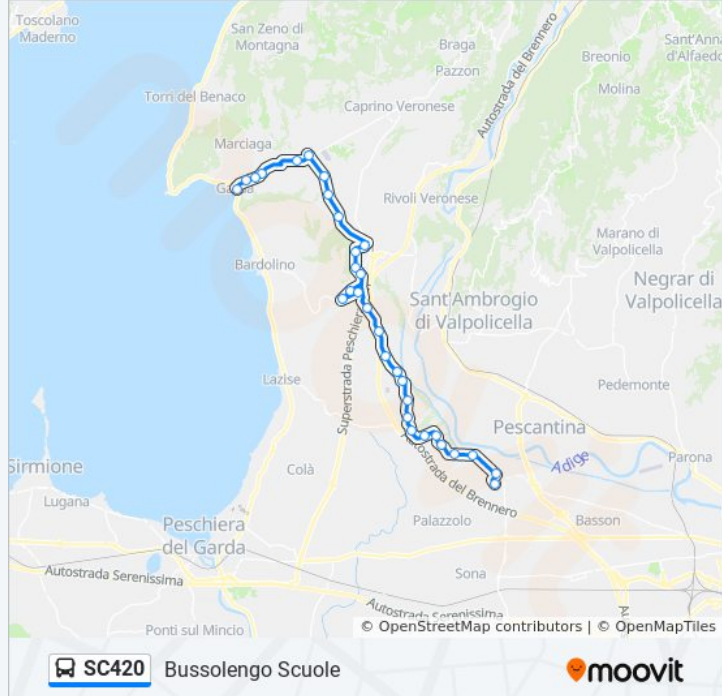 Toscolano
Maderno
San Zeno di
Montagna
Braga
Pazzon
Autostrada del Brennero
Breonio
Sant'Anna
d'Alfaedo
Molina
Torri del Benaco
Caprino Veronese
Marciaga
Garda
Rivoli Veronese
Marano di
Valpolicella
Bardolino
Negrar di
Valpolicella
Sant'Ambrogio
di Valpolicella
Superstrada Peschiera
Lazise
Pedemonte
Pescantina
Sirmione
Colà
Autostrada del Brennero
Adige
Parona
Lugana
Peschiera
del Garda
Palazzolo
Basson
Autostrada Serenissima
Sona
Autostrada Serenissima
Ponti sul Mincio
© OpenStreetMap contributors | © OpenMapTiles
SC420 Bussolengo Scuole
moovit